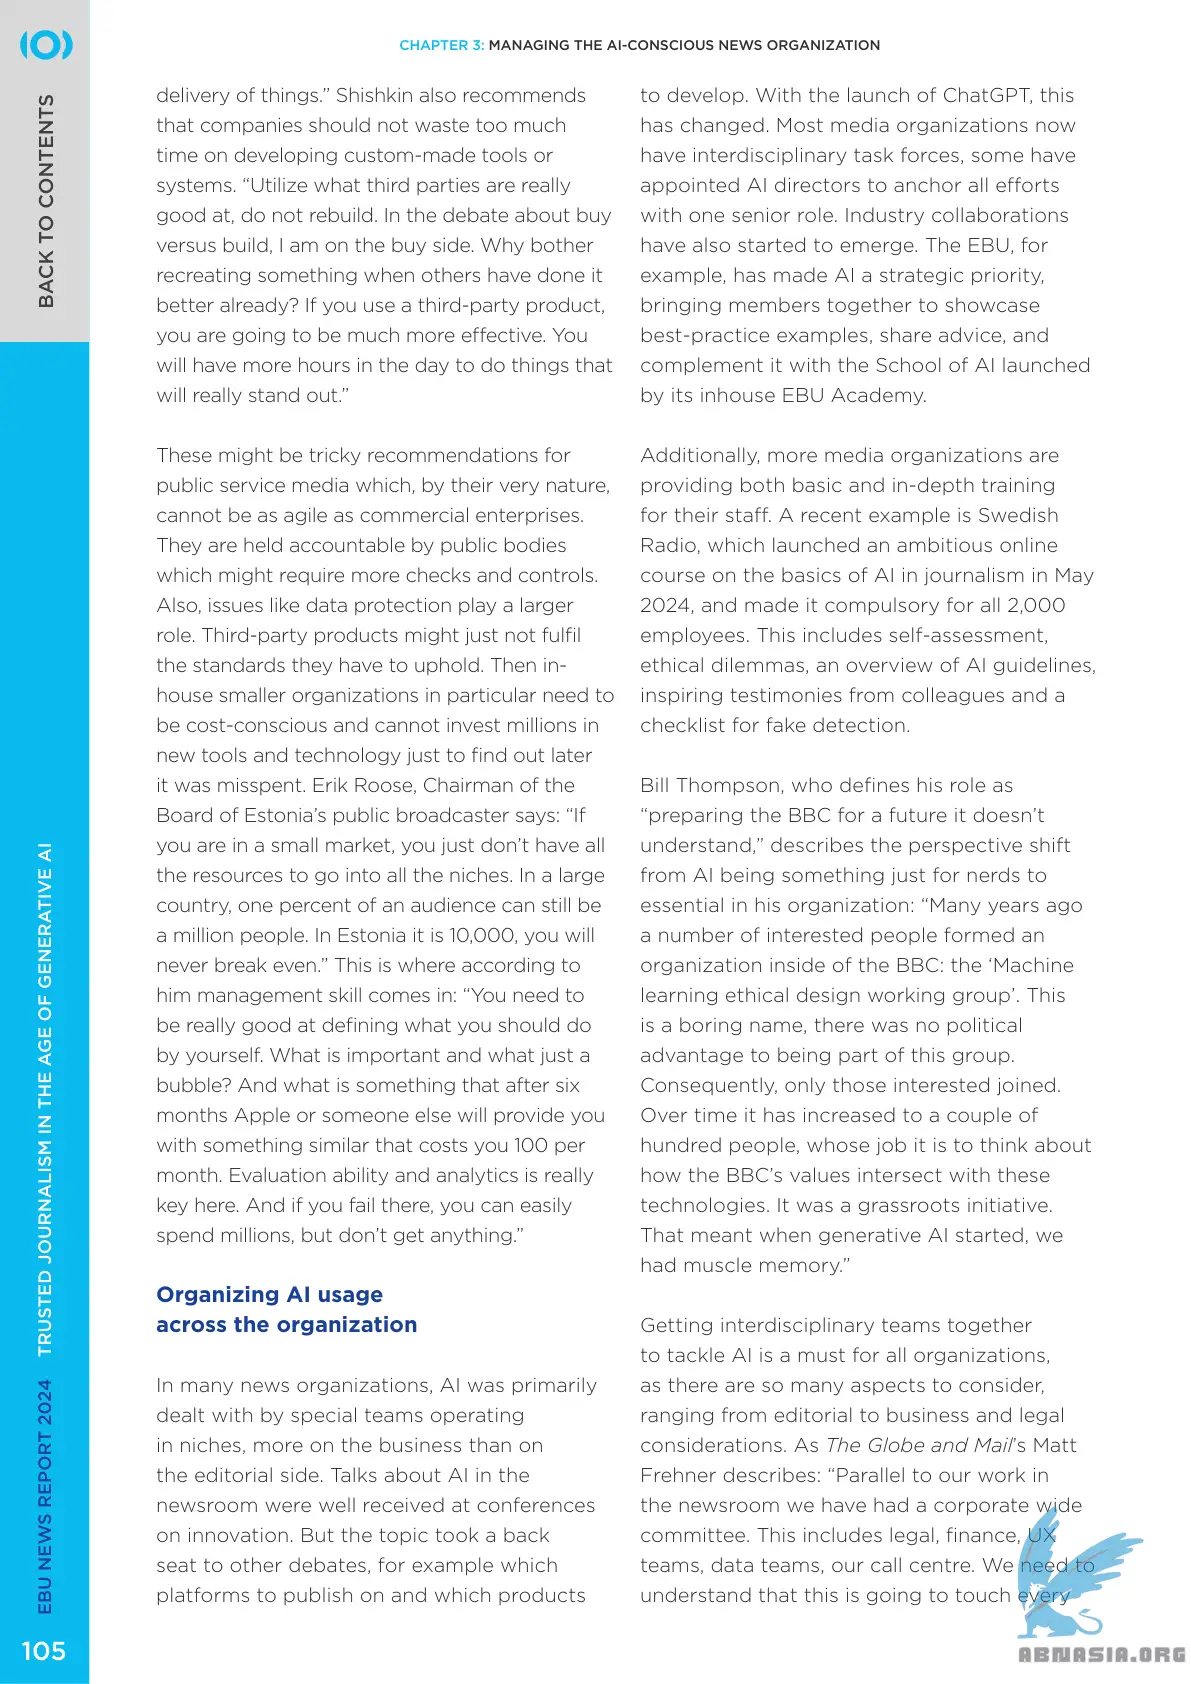 CHAPTER 3: MANAGING THE AI-CONSCIOUS NEWS ORGANIZATION
BACK TO CONTENTS
delivery of things.” Shishkin also recommends
that companies should not waste too much
time on developing custom-made tools or
systems. “Utilize what third parties are really
good at, do not rebuild. In the debate about buy
versus build, I am on the buy side. Why bother
recreating something when others have done it
better already? If you use a third-party product,
you are going to be much more effective. You
will have more hours in the day to do things that
will really stand out.”
These might be tricky recommendations for
public service media which, by their very nature,
cannot be as agile as commercial enterprises.
They are held accountable by public bodies
which might require more checks and controls.
Also, issues like data protection play a larger
role. Third-party products might just not fulfil
the standards they have to uphold. Then in-
house smaller organizations in particular need to
be cost-conscious and cannot invest millions in
new tools and technology just to find out later
it was misspent. Erik Roose, Chairman of the
Board of Estonia’s public broadcaster says: “If
you are in a small market, you just don’t have all
the resources to go into all the niches. In a large
country, one percent of an audience can still be
a million people. In Estonia it is 10,000, you will
never break even.” This is where according to
him management skill comes in: “You need to
be really good at defining what you should do
by yourself. What is important and what just a
bubble? And what is something that after six
months Apple or someone else will provide you
with something similar that costs you 100 per
month. Evaluation ability and analytics is really
key here. And if you fail there, you can easily
spend millions, but don’t get anything.”
Organizing AI usage
across the organization
In many news organizations, AI was primarily
dealt with by special teams operating
in niches, more on the business than on
the editorial side. Talks about AI in the
newsroom were well received at conferences
on innovation. But the topic took a back
seat to other debates, for example which
platforms to publish on and which products
to develop. With the launch of ChatGPT, this
has changed. Most media organizations now
have interdisciplinary task forces, some have
appointed AI directors to anchor all efforts
with one senior role. Industry collaborations
have also started to emerge. The EBU, for
example, has made AI a strategic priority,
bringing members together to showcase
best-practice examples, share advice, and
complement it with the School of AI launched
by its inhouse EBU Academy.
Additionally, more media organizations are
providing both basic and in-depth training
for their staff. A recent example is Swedish
Radio, which launched an ambitious online
course on the basics of AI in journalism in May
2024, and made it compulsory for all 2,000
employees. This includes self-assessment,
ethical dilemmas, an overview of AI guidelines,
inspiring testimonies from colleagues and a
checklist for fake detection.
Bill Thompson, who defines his role as
“preparing the BBC for a future it doesn’t
understand,” describes the perspective shift
from AI being something just for nerds to
essential in his organization: “Many years ago
a number of interested people formed an
organization inside of the BBC: the ‘Machine
learning ethical design working group’. This
is a boring name, there was no political
advantage to being part of this group.
Consequently, only those interested joined.
Over time it has increased to a couple of
hundred people, whose job it is to think about
how the BBC’s values intersect with these
technologies. It was a grassroots initiative.
That meant when generative AI started, we
had muscle memory.”
Getting interdisciplinary teams together
to tackle AI is a must for all organizations,
as there are so many aspects to consider,
ranging from editorial to business and legal
considerations. As The Globe and Mail’s Matt
Frehner describes: “Parallel to our work in
the newsroom we have had a corporate wide
committee. This includes legal, finance, UX
teams, data teams, our call centre. We need to
understand that this is going to touch every
EBU NEWS REPORT 2024 TRUSTED JOURNALISM IN THE AGE OF GENERATIVE AI
105
ABNASIA.ORG